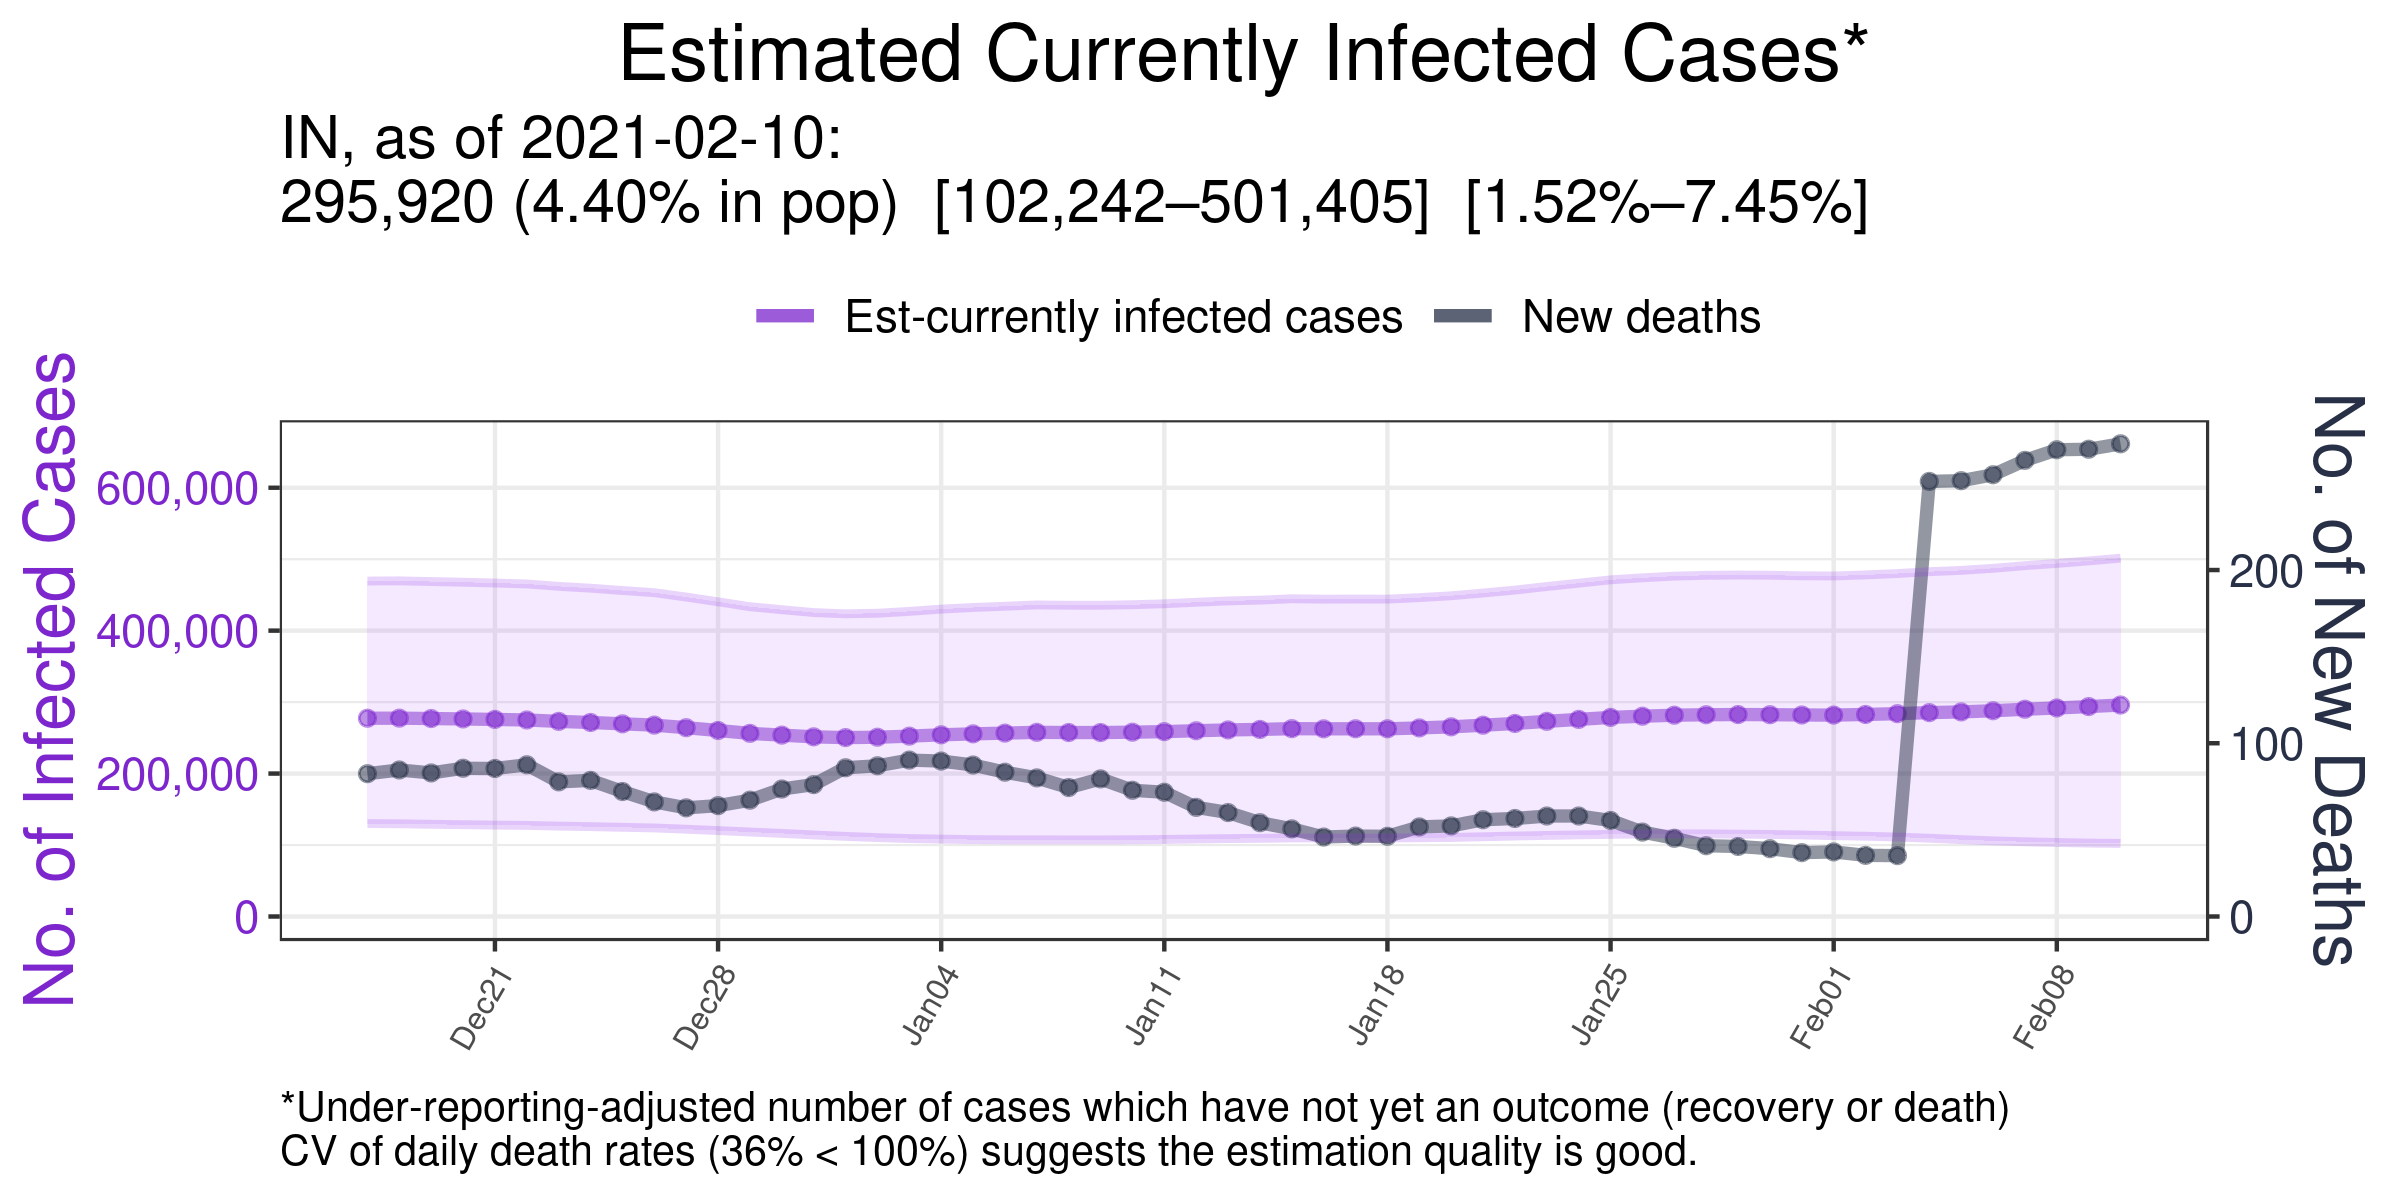 Estimated Currently Infected Cases*
IN, as of 2021-02-10:
295,920 (4.40% in pop)  [102,242–501,405]  [1.52%–7.45%]
Est-currently infected cases
New deaths
No. of Infected Cases
600,000
400,000
200,000
0
No. of New Deaths
200
100
0
Dec21
Dec28
Jan04
Jan11
Jan18
Jan25
Feb01
Feb08
*Under-reporting-adjusted number of cases which have not yet an outcome (recovery or death)
CV of daily death rates (36% < 100%) suggests the estimation quality is good.